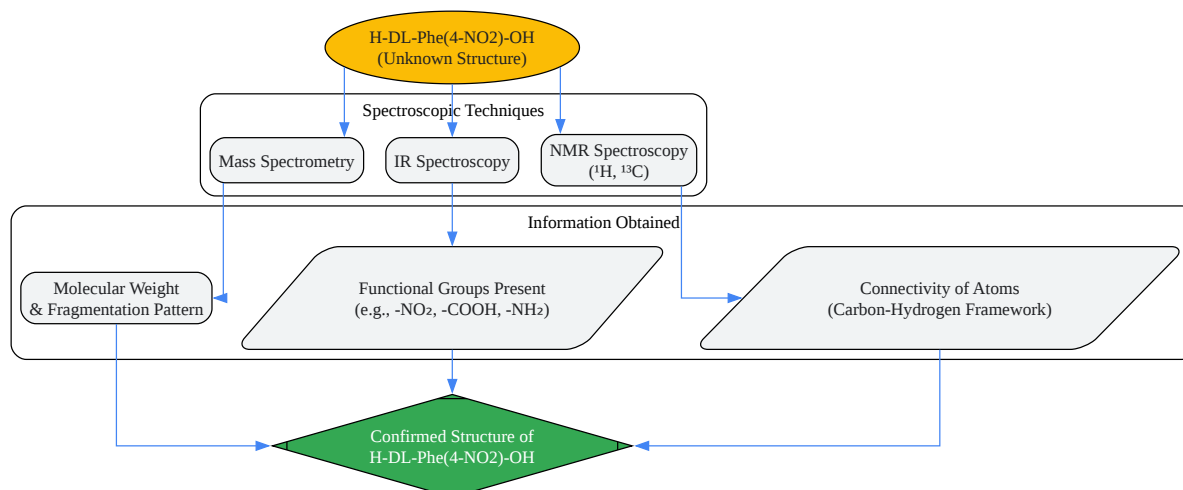 H-DL-Phe(4-NO2)-OH
(Unknown Structure)
Spectroscopic Techniques
Mass Spectrometry
IR Spectroscopy
NMR Spectroscopy
(¹H, ¹³C)
Information Obtained
Molecular Weight
& Fragmentation Pattern
Functional Groups Present
(e.g., -NO₂, -COOH, -NH₂)
Connectivity of Atoms
(Carbon-Hydrogen Framework)
Confirmed Structure of
H-DL-Phe(4-NO2)-OH